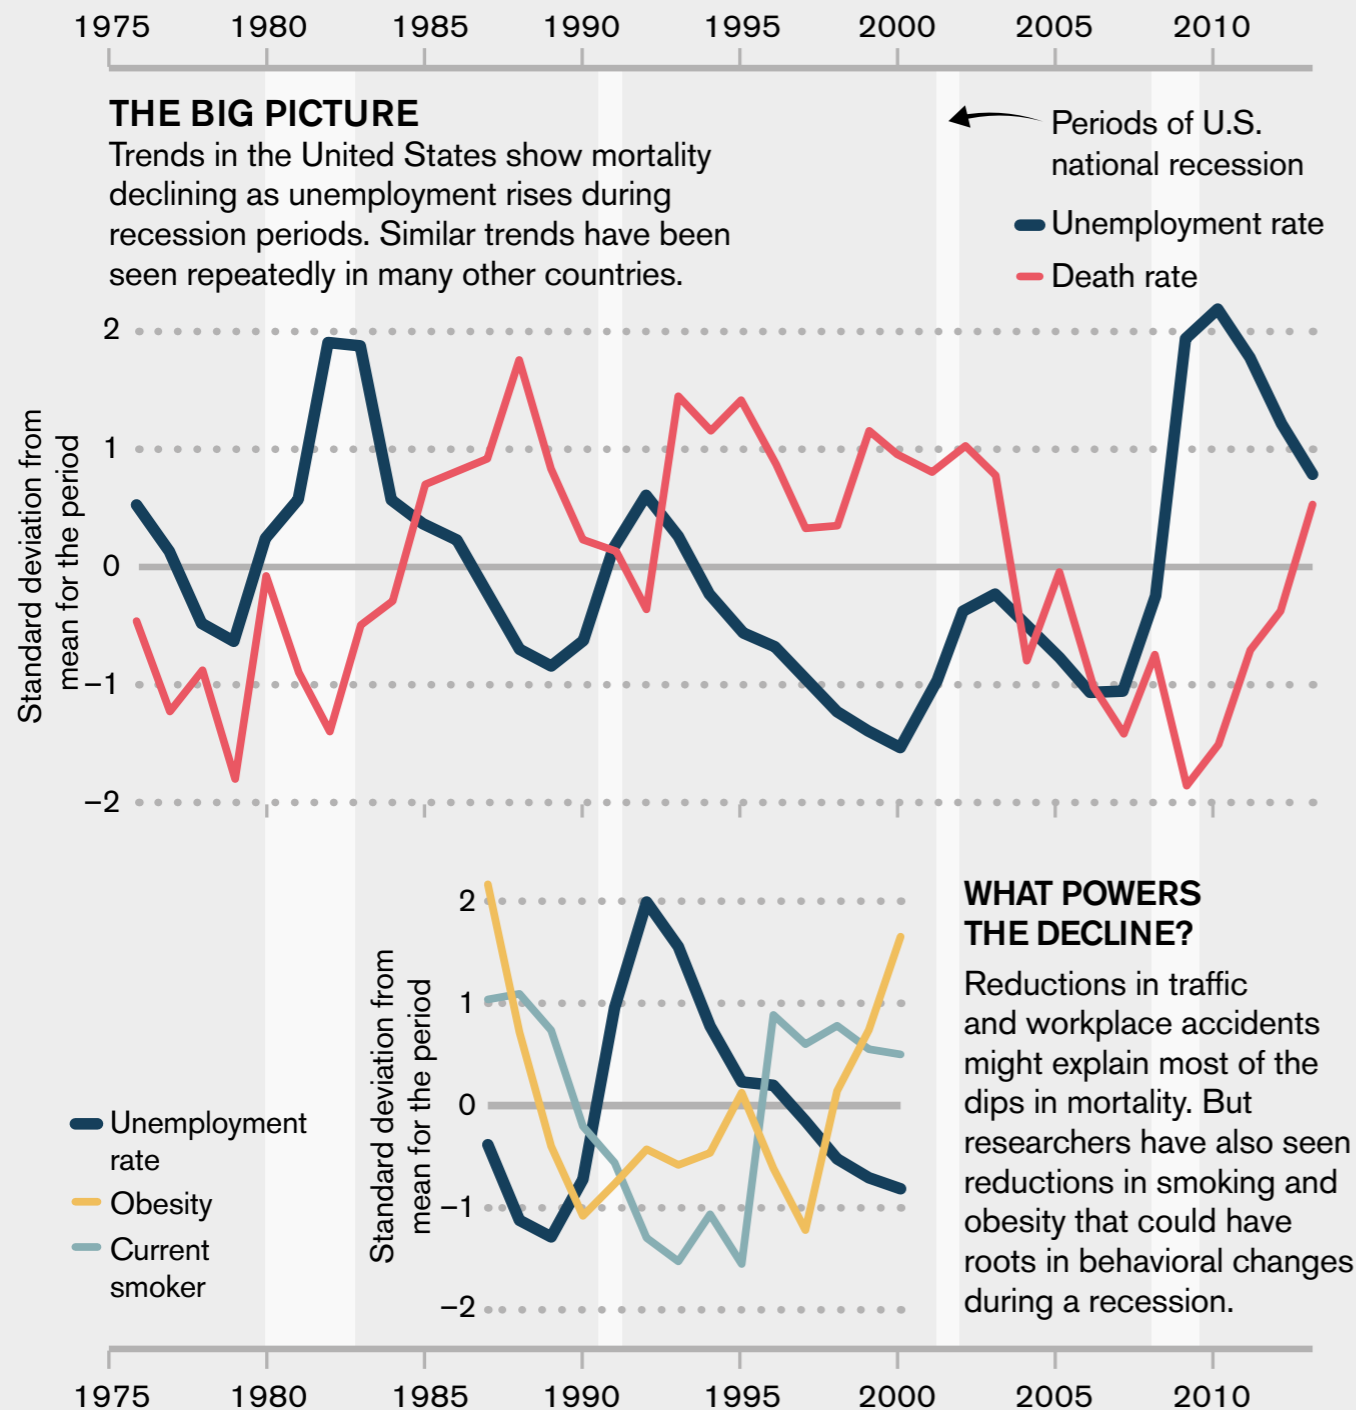 1975 1980 1985 1990 1995 2000 2005 2010
THE BIG PICTURE
Trends in the United States show mortality
declining as unemployment rises during
recession periods. Similar trends have been
seen repeatedly in many other countries.
Periods of U.S.
national recession
Unemployment rate
Death rate
Standard deviation from
mean for the period
2
1
0
−1
−2
Standard deviation from
mean for the period
2
1
0
−1
−2
Unemployment
rate
Obesity
Current
smoker
WHAT POWERS
THE DECLINE?
Reductions in traffic
and workplace accidents
might explain most of the
dips in mortality. But
researchers have also seen
reductions in smoking and
obesity that could have
roots in behavioral changes
during a recession.
1975 1980 1985 1990 1995 2000 2005 2010